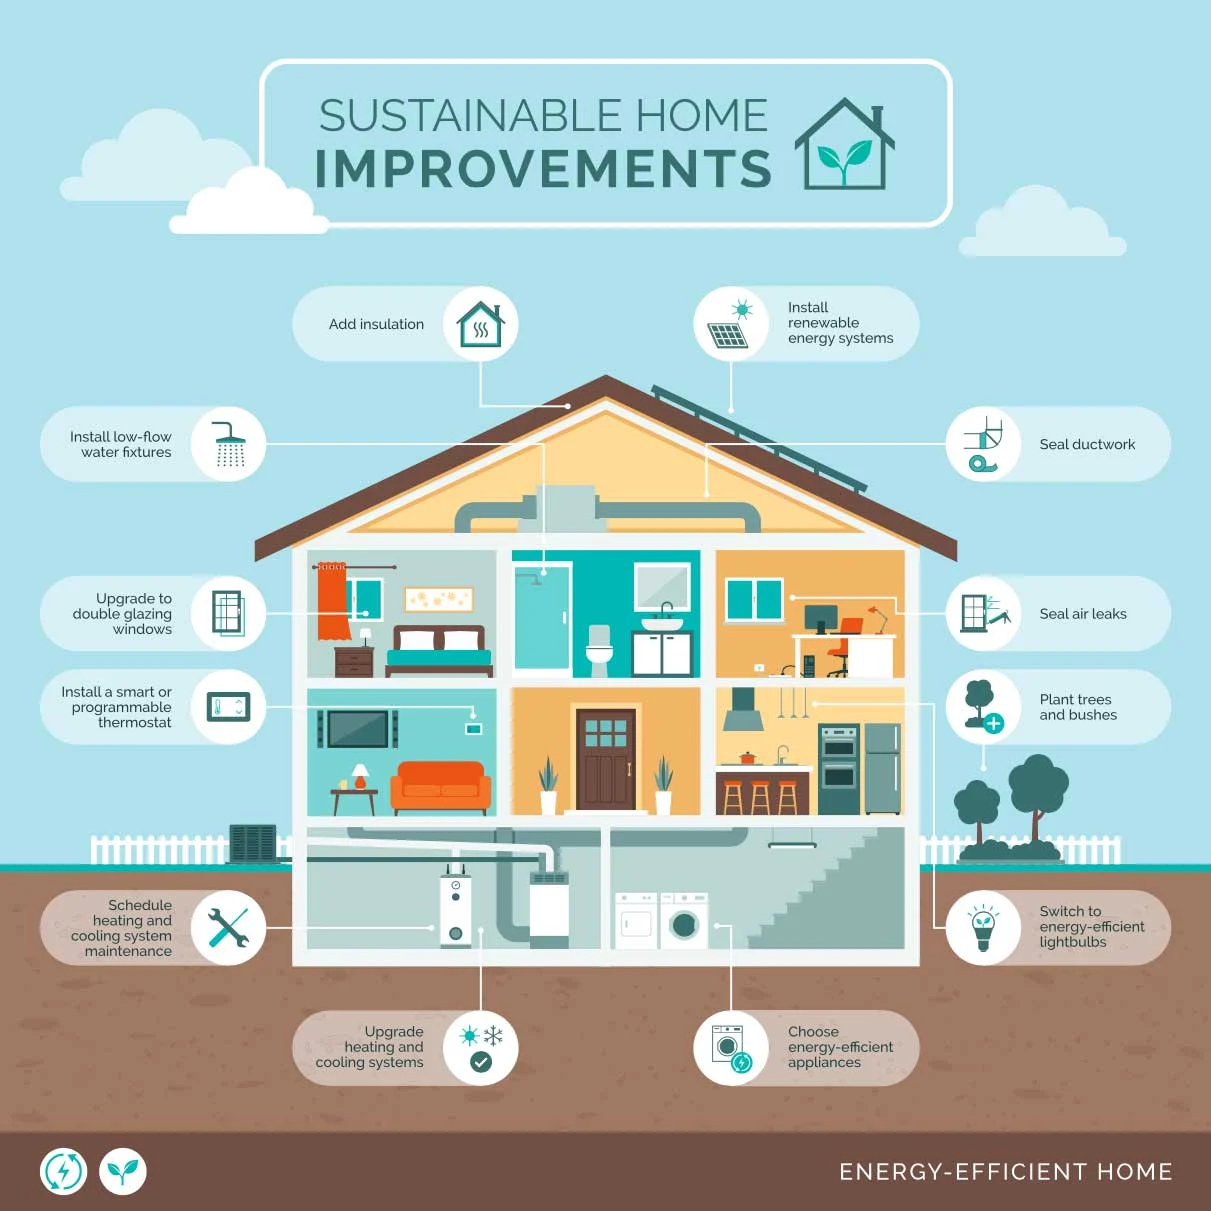 SUSTAINABLE HOME
IMPROVEMENTS
Add insulation
Install
renewable
energy systems
Install low-flow
water fixtures
Seal ductwork
Upgrade to
double glazing
windows
Seal air leaks
Install a smart or
programmable
thermostat
Plant trees
and bushes
Schedule
heating and
cooling system
maintenance
Switch to
energy-efficient
lightbulbs
Upgrade
heating and
cooling systems
Choose
energy-efficient
appliances
ENERGY-EFFICIENT HOME